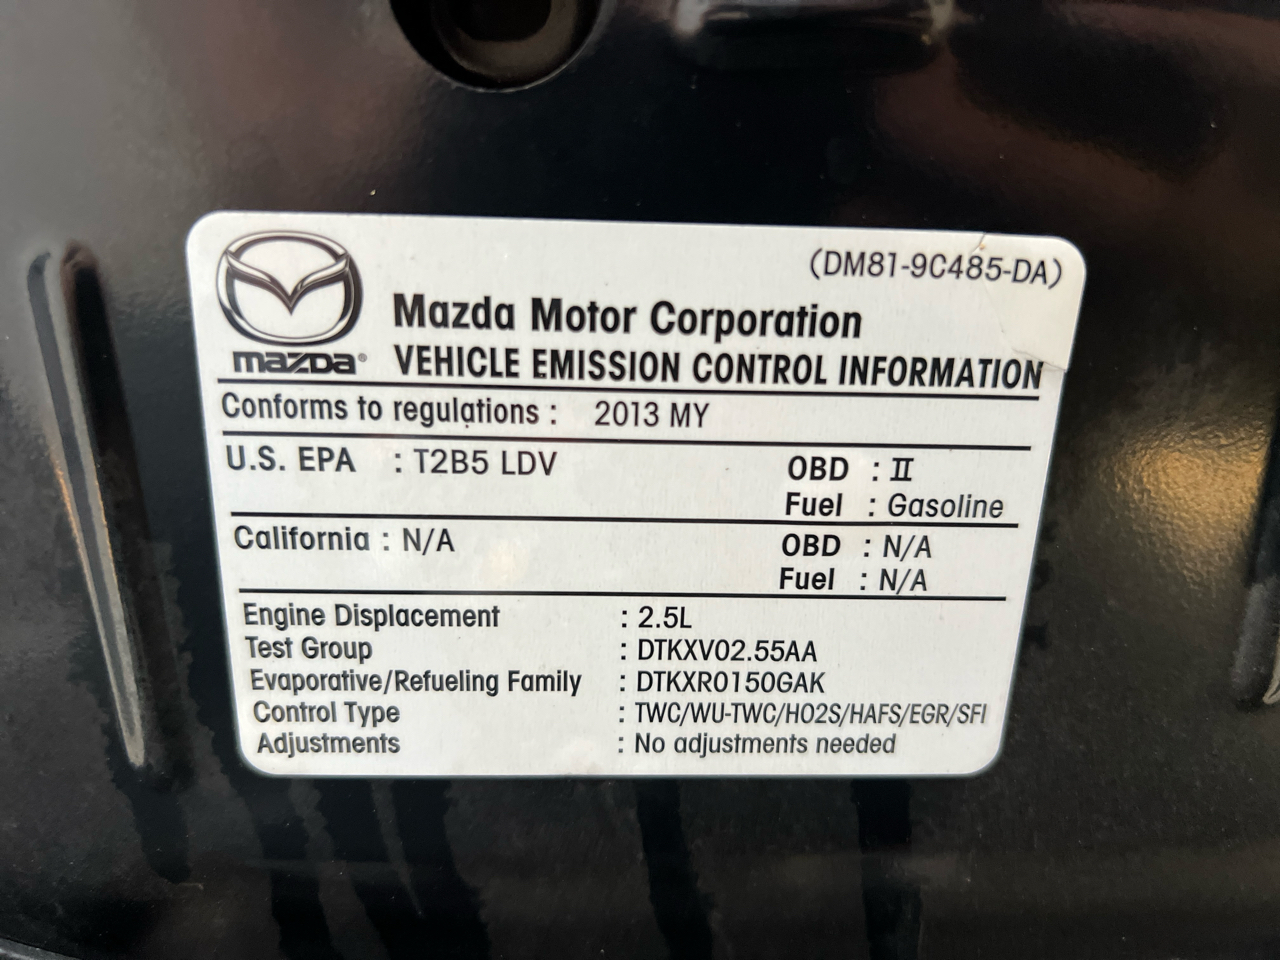 (DM81-9C485-DA)
Mazda Motor Corporation
mazda® VEHICLE EMISSION CONTROL INFORMATION
Conforms to regulations : 2013 MY
U.S. EPA : T2B5 LDV OBD : II
Fuel : Gasoline
California : N/A OBD : N/A
Fuel : N/A
Engine Displacement : 2.5L
Test Group : DTKXV02.55AA
Evaporative/Refueling Family : DTKXR0150GAK
Control Type : TWC/WU-TWC/HO2S/HAFS/EGR/SFI
Adjustments : No adjustments needed